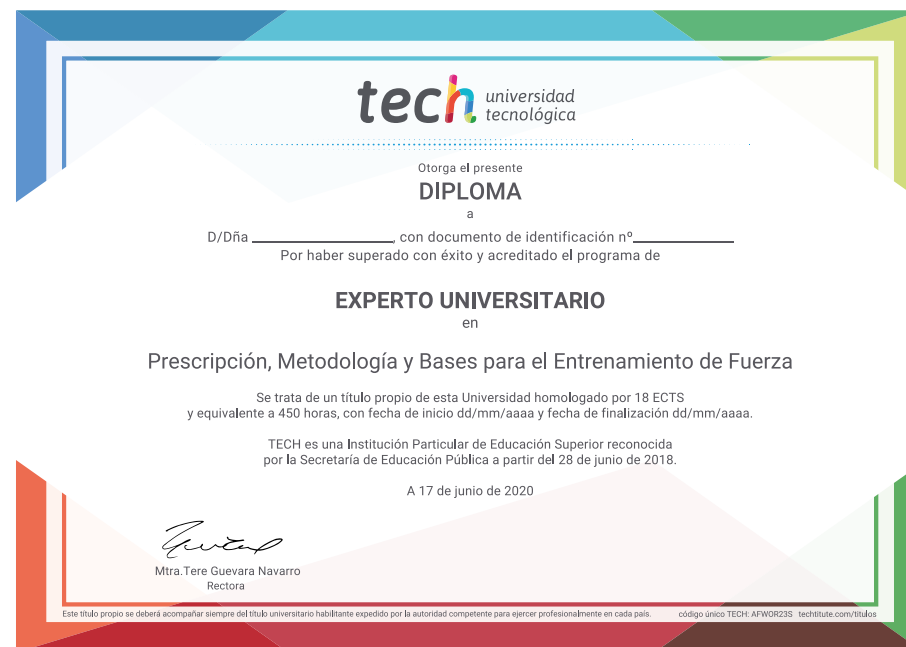 tech universidad
tecnológica
Otorga el presente
DIPLOMA
a
D/Dña ____________________, con documento de identificación nº______________
Por haber superado con éxito y acreditado el programa de
EXPERTO UNIVERSITARIO
en
Prescripción, Metodología y Bases para el Entrenamiento de Fuerza
Se trata de un título propio de esta Universidad homologado por 18 ECTS
y equivalente a 450 horas, con fecha de inicio dd/mm/aaaa y fecha de finalización dd/mm/aaaa.
TECH es una Institución Particular de Educación Superior reconocida
por la Secretaría de Educación Pública a partir del 28 de junio de 2018.
A 17 de junio de 2020
Mtra.Tere Guevara Navarro
Rectora
Este título propio se deberá acompañar siempre del título universitario habilitante expedido por la autoridad competente para ejercer profesionalmente en cada país. código único TECH: AFWOR23S techtitute.com/titulos